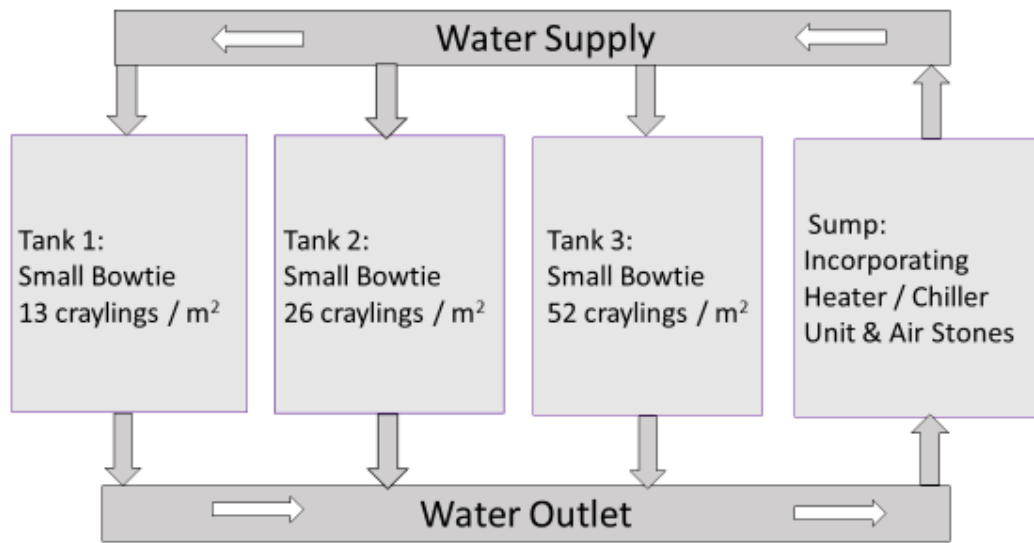 Water Supply
Tank 1:
Small Bowtie
13 craylings / m²
Tank 2:
Small Bowtie
26 craylings / m²
Tank 3:
Small Bowtie
52 craylings / m²
Sump:
Incorporating
Heater / Chiller
Unit & Air Stones
Water Outlet